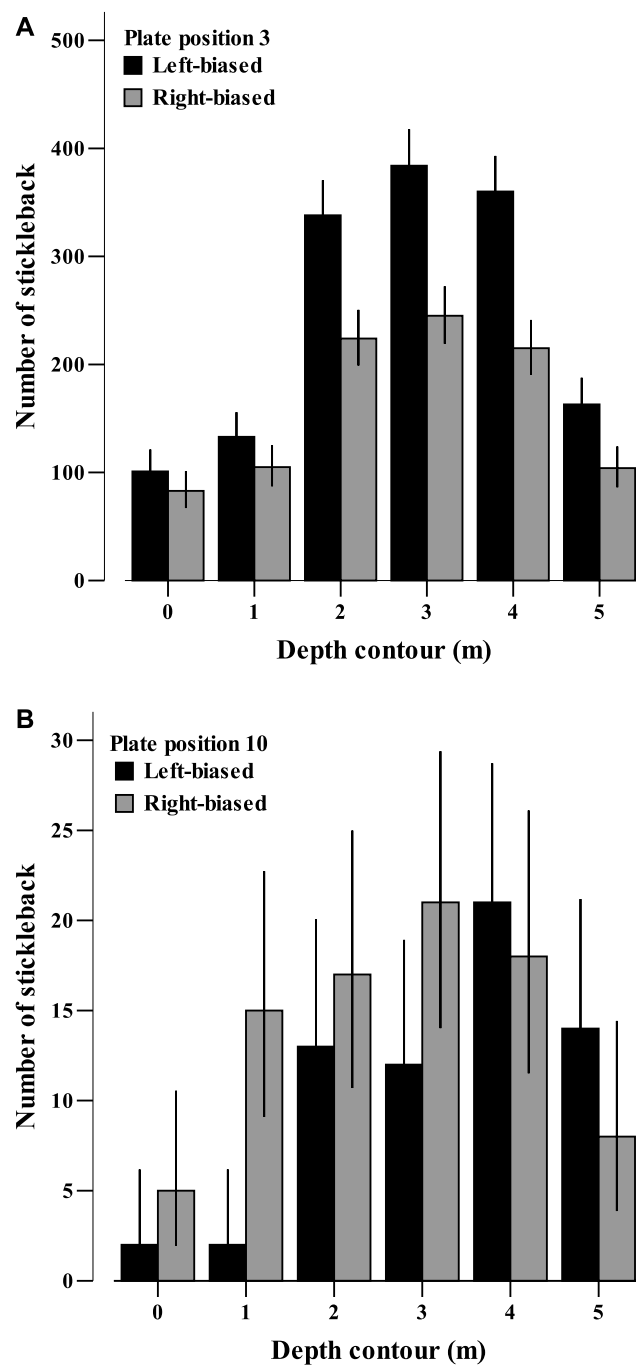 A
Plate position 3
Left-biased
Right-biased
Number of stickleback
500
400
300
200
100
0
0 1 2 3 4 5
Depth contour (m)
B
Plate position 10
Left-biased
Right-biased
Number of stickleback
30
25
20
15
10
5
0
0 1 2 3 4 5
Depth contour (m)